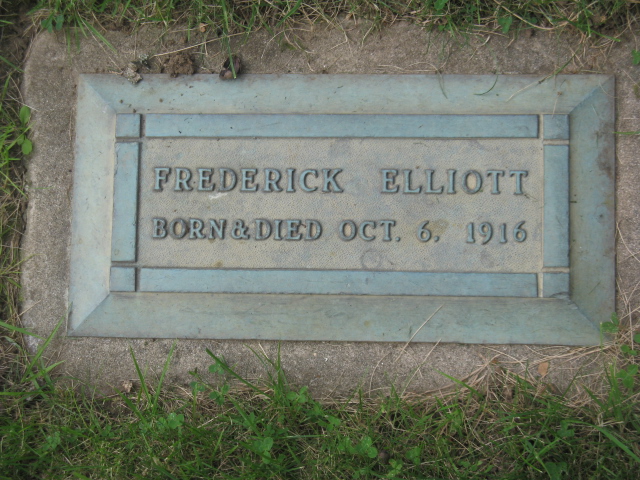 FREDERICK ELLIOTT
BORN & DIED OCT. 6, 1916